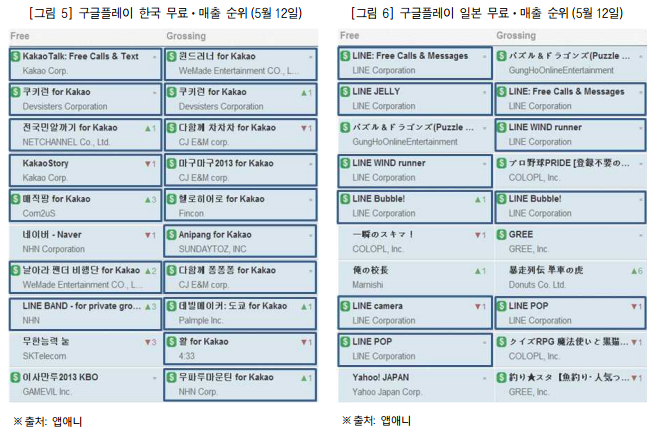 [그림 5] 구글플레이 한국 무료・매출 순위(5월 12일)
Free
Grossing
KakaoTalk: Free Calls & Text
Kakao Corp.
윈드러너 for Kakao
WeMade Entertainment CO., L...
쿠키런 for Kakao
Devsisters Corporation
쿠키런 for Kakao ▲1
Devsisters Corporation
전국민알까기 for Kakao ▲1
NETCHANNEL Co., Ltd.
다함께 차차차 for Kakao ▼1
CJ E&M corp.
KakaoStory ▼1
Kakao Corp.
마구마구2013 for Kakao
CJ E&M corp.
매직팡 for Kakao ▲3
Com2uS
헬로히어로 for Kakao
Fincon
네이버 - Naver ▼1
NHN Corporation
Anipang for Kakao
SUNDAYTOZ, INC
날아라 팬더 비행단 for Kakao ▲2
WeMade Entertainment CO., L...
다함께 퐁퐁퐁 for Kakao
CJ E&M corp.
LINE BAND - for private gro... ▲3
NHN
데빌메이커: 도쿄 for Kakao ▲1
Palmple Inc.
무한능력 눌 ▼3
SKTelecom
활 for Kakao ▼1
4:33
이사만루2013 KBO
GAMEVIL Inc.
우파루마운틴 for Kakao ▲1
NHN Corp.
※출처: 앱애니
[그림 6] 구글플레이 일본 무료・매출 순위(5월 12일)
Free
Grossing
LINE: Free Calls & Messages
LINE Corporation
パズル＆ドラゴンズ(Puzzle ...
GungHoOnlineEntertainment
LINE JELLY
LINE Corporation
LINE: Free Calls & Messages
LINE Corporation
パズル＆ドラゴンズ(Puzzle ...
GungHoOnlineEntertainment
LINE WIND runner
LINE Corporation
LINE WIND runner
LINE Corporation
プロ野球PRIDE [登録不要の...
COLOPL, Inc.
LINE Bubble! ▲1
LINE Corporation
LINE Bubble!
LINE Corporation
一瞬のスキマ！ ▼1
COLOPL, Inc.
GREE
GREE, Inc.
俺の校長 ▲1
Marnishi
暴走列伝 単車の虎 ▲6
Donuts Co. Ltd.
LINE camera ▼1
LINE Corporation
LINE POP ▼1
LINE Corporation
LINE POP
LINE Corporation
クイズRPG 魔法使いと黒猫... ▼1
COLOPL, Inc.
Yahoo! JAPAN
Yahoo Japan Corp.
釣り★スタ【魚釣り・人気つ... ▼1
GREE, Inc.
※출처: 앱애니